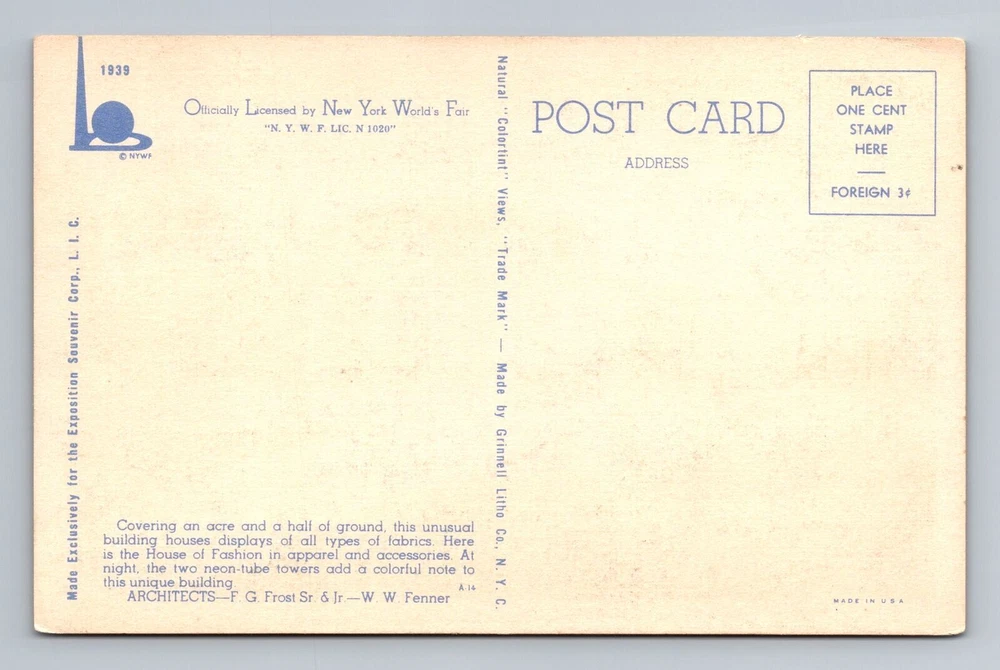 1939
© NYWF
Officially Licensed by New York World's Fair
"N. Y. W. F. LIC. N 1020"
Made Exclusively for the Exposition Souvenir Corp., L. I. C.
Covering an acre and a half of ground, this unusual
building houses displays of all types of fabrics. Here
is the House of Fashion in apparel and accessories. At
night, the two neon-tube towers add a colorful note to
this unique building.
A 14
ARCHITECTS—F. G. Frost Sr. & Jr.—W. W. Fenner
Natural "Colortint" Views, "Trade Mark" — Made by Grinnell Litho Co., N. Y. C.
POST CARD
ADDRESS
PLACE
ONE CENT
STAMP
HERE
FOREIGN 3¢
MADE IN USA